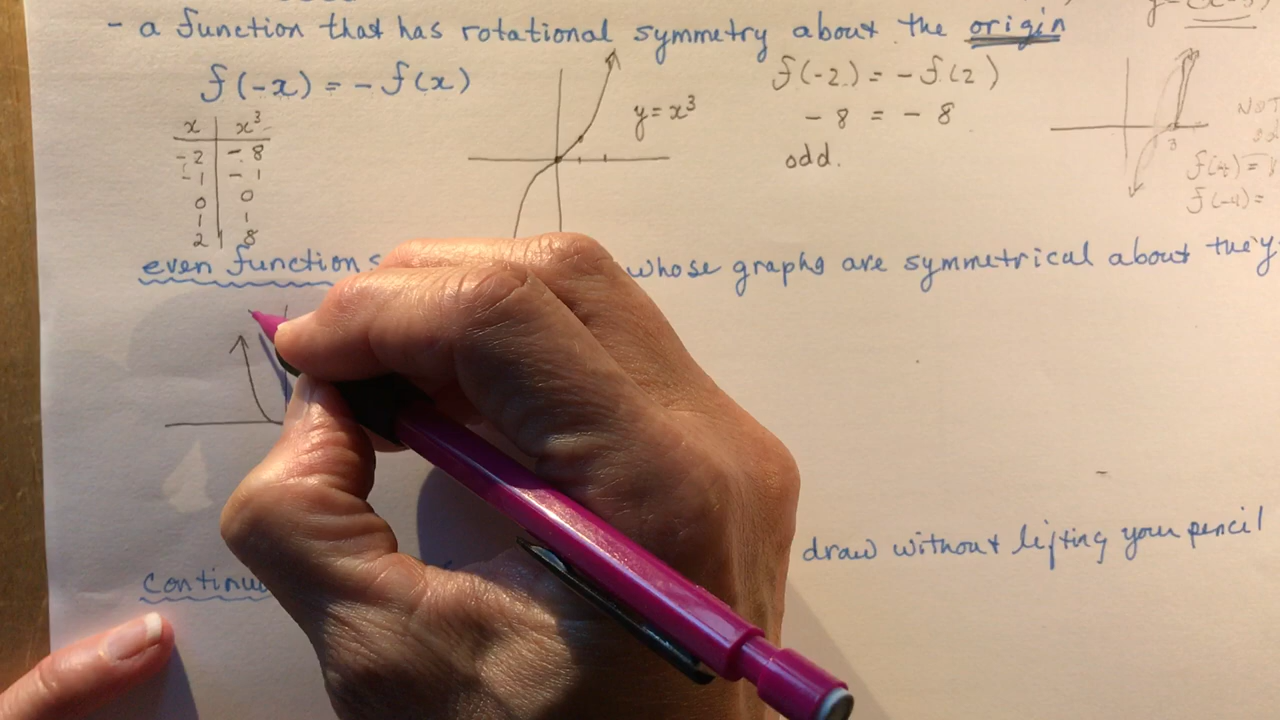 - a function that has rotational symmetry about the origin
f(-x) = - f(x)
y = x³
f(-2) = - f(2)
- 8 = - 8
odd.
x | x³
-2 | - 8
-1 | - 1
0 | 0
1 | 1
2 | 8
3
NOT
f(4) =
f(-4) =
even functions whose graphs are symmetrical about the y
draw without lifting your pencil